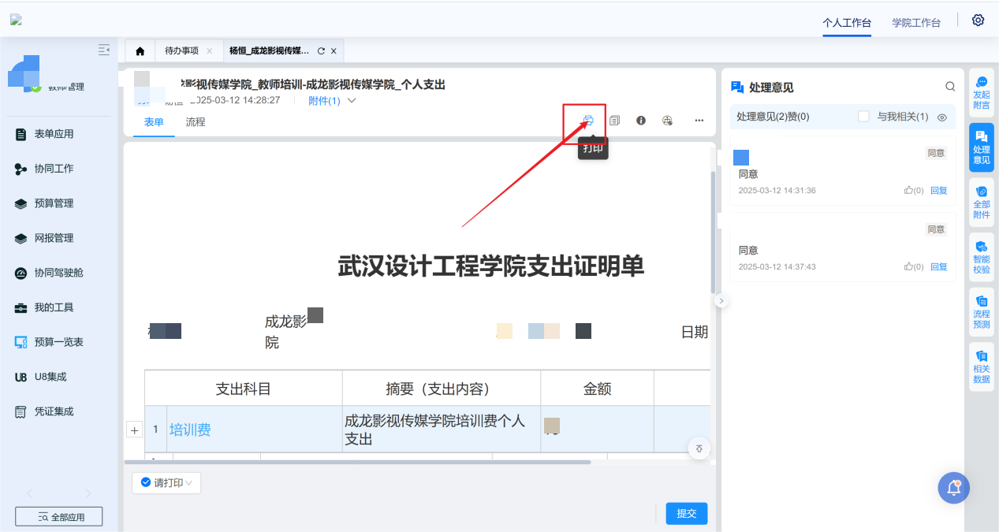 个人工作台
学院工作台
待办事项
杨恒_成龙影视传媒...
管理
影视传媒学院_教师培训-成龙影视传媒学院_个人支出
2025-03-12 14:28:27
附件(1)
表单
流程
打印
表单应用
协同工作
预算管理
网报管理
协同驾驶舱
我的工具
预算一览表
U8 U8集成
凭证集成
全部应用
武汉设计工程学院支出证明单
成龙影
院
日期
支出科目
摘要（支出内容）
金额
1
培训费
成龙影视传媒学院培训费个人
支出
请打印
提交
处理意见
处理意见(2)赞(0)
与我相关(1)
同意
同意
2025-03-12 14:31:36
(0)
回复
同意
同意
2025-03-12 14:37:43
(0)
回复
发起
附言
处理
意见
全部
附件
智能
校验
流程
预测
相关
数据